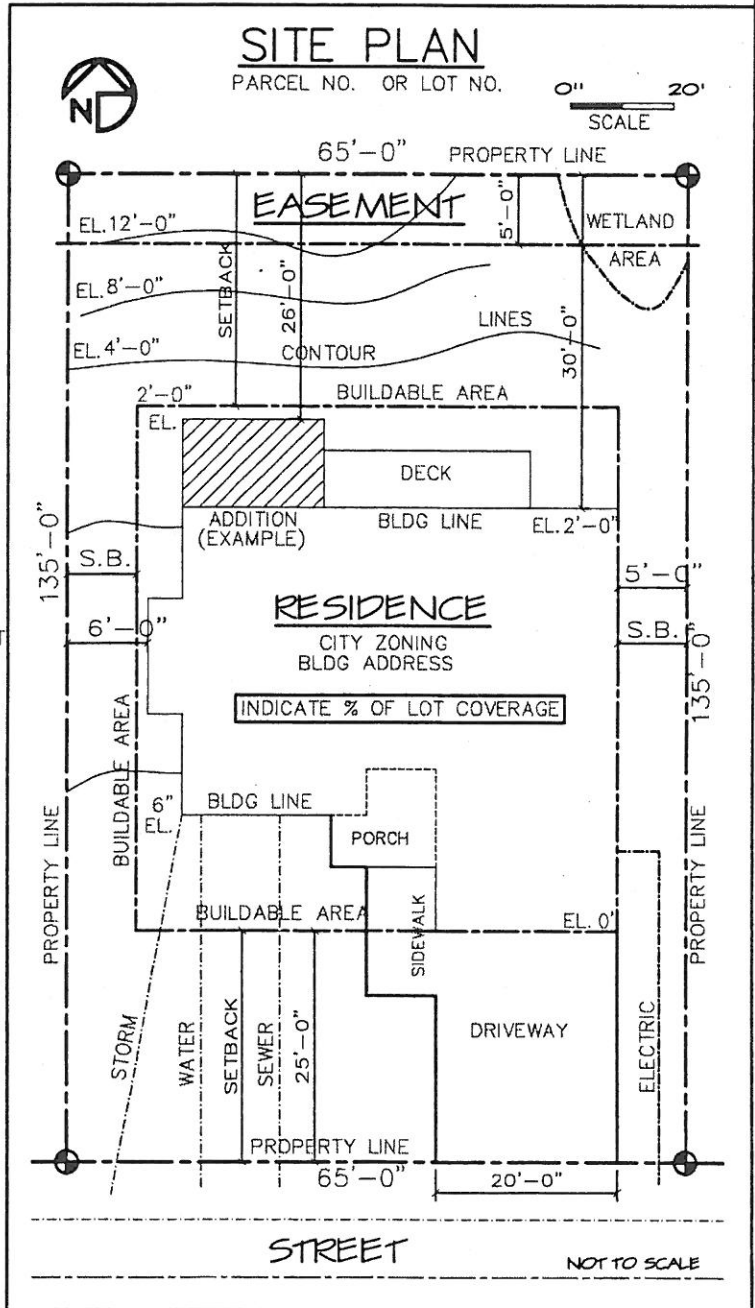 SITE PLAN
PARCEL NO. OR LOT NO.
N
0" 20'
SCALE
65'-0" PROPERTY LINE
EASEMENT
EL.12'-0"
5'-0"
WETLAND
AREA
SETBACK
26'-0"
EL.8'-0"
LINES
30'-0"
EL.4'-0"
CONTOUR
2'-0"
EL.
BUILDABLE AREA
DECK
ADDITION
(EXAMPLE)
BLDG LINE
EL.2'-0"
135'-0"
S.B.
5'-0"
RESIDENCE
6'-0"
S.B.
T
CITY ZONING
BLDG ADDRESS
135'-0"
INDICATE % OF LOT COVERAGE
BUILDABLE AREA
6"
EL.
BLDG LINE
PORCH
PROPERTY LINE
BUILDABLE AREA
SIDEWALK
EL. 0'
PROPERTY LINE
STORM
WATER
SETBACK
SEWER
25'-0"
DRIVEWAY
ELECTRIC
PROPERTY LINE
65'-0"
20'-0"
STREET
NOT TO SCALE